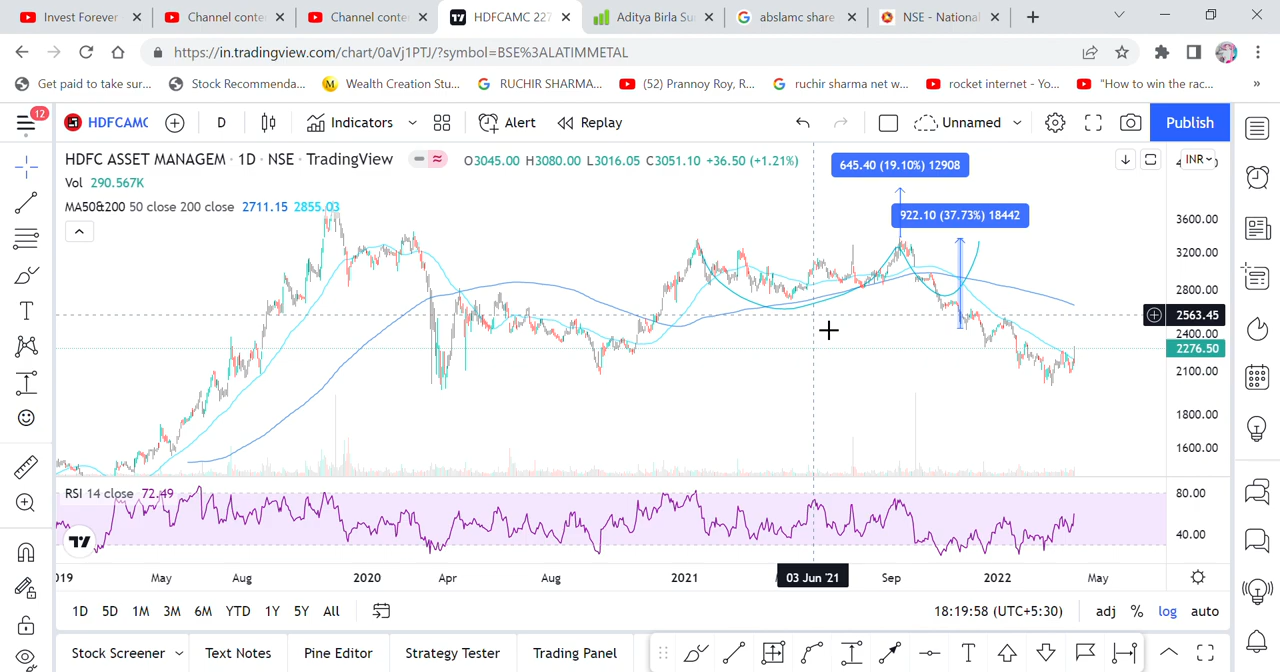 Invest Forever
Channel conte
Channel conte
HDFCAMC 227
Aditya Birla Su
abslamc share
NSE - National
https://in.tradingview.com/chart/0aVj1PTJ/?symbol=BSE%3ALATIMMETAL
Get paid to take sur...
Stock Recommenda...
Wealth Creation Stu...
RUCHIR SHARMA...
(52) Prannoy Roy, R...
ruchir sharma net w...
rocket internet - Yo...
"How to win the rac...
»
12
HDFCAMC
D
Indicators
Alert
Replay
Unnamed
Publish
HDFC ASSET MANAGEM · 1D · NSE · TradingView
O3045.00 H3080.00 L3016.05 C3051.10 +36.50 (+1.21%)
645.40 (19.10%) 12908
INR
Vol 290.567K
MA50&200 50 close 200 close 2711.15 2855.03
922.10 (37.73%) 18442
3600.00
3200.00
2800.00
2563.45
2400.00
2276.50
2100.00
1800.00
1600.00
RSI 14 close 72.49
80.00
40.00
2019 May Aug 2020 Apr Aug 2021 03 Jun '21 Sep 2022 May
1D 5D 1M 3M 6M YTD 1Y 5Y All
18:19:58 (UTC+5:30)
adj % log auto
Stock Screener
Text Notes
Pine Editor
Strategy Tester
Trading Panel